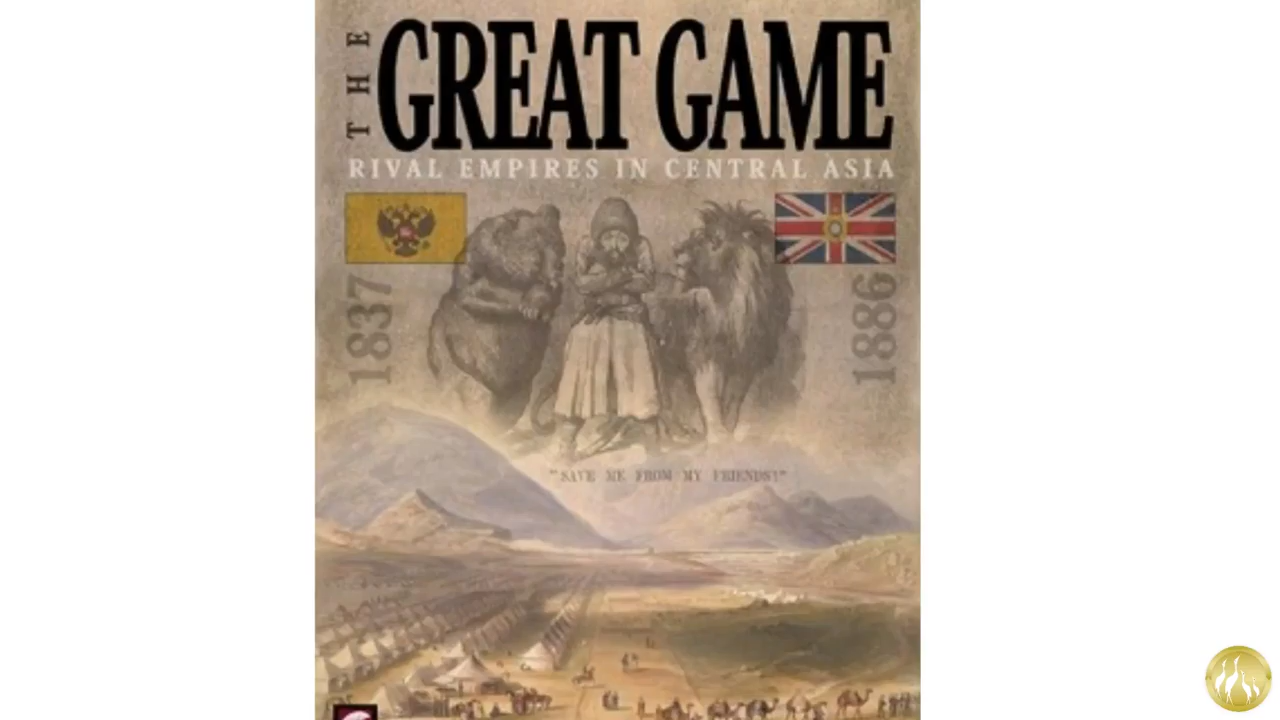 THE
GREAT GAME
RIVAL EMPIRES IN CENTRAL ASIA
1837
1886
"SAVE ME FROM MY FRIENDS!"